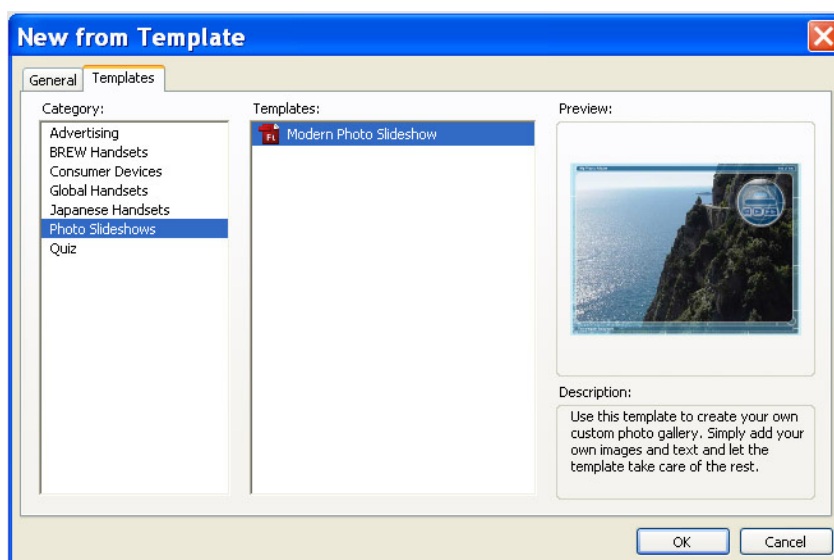 New from Template
General
Templates
Category:
Advertising
BREW Handsets
Consumer Devices
Global Handsets
Japanese Handsets
Photo Slideshows
Quiz
Templates:
Modern Photo Slideshow
Preview:
Description:
Use this template to create your own
custom photo gallery. Simply add your
own images and text and let the
template take care of the rest.
OK
Cancel